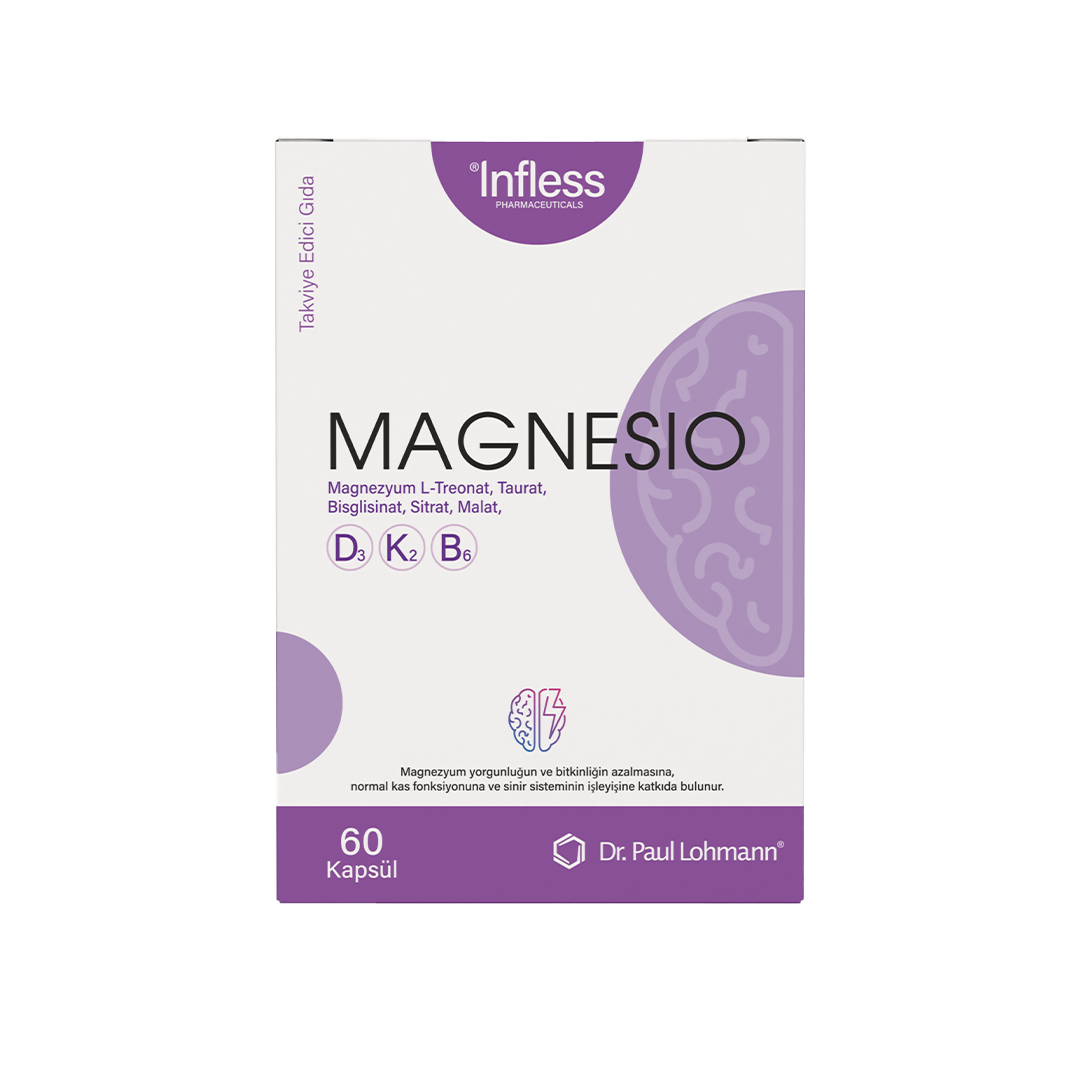 ®Infless
PHARMACEUTICALS
Takviye Edici Gıda
MAGNESIO
Magnezyum L-Treonat, Taurat,
Bisglisinat, Sitrat, Malat,
D3 K2 B6
Magnezyum yorgunluğun ve bitkinliğin azalmasına,
normal kas fonksiyonuna ve sinir sisteminin işleyişine katkıda bulunur.
60
Kapsül
Dr. Paul Lohmann®